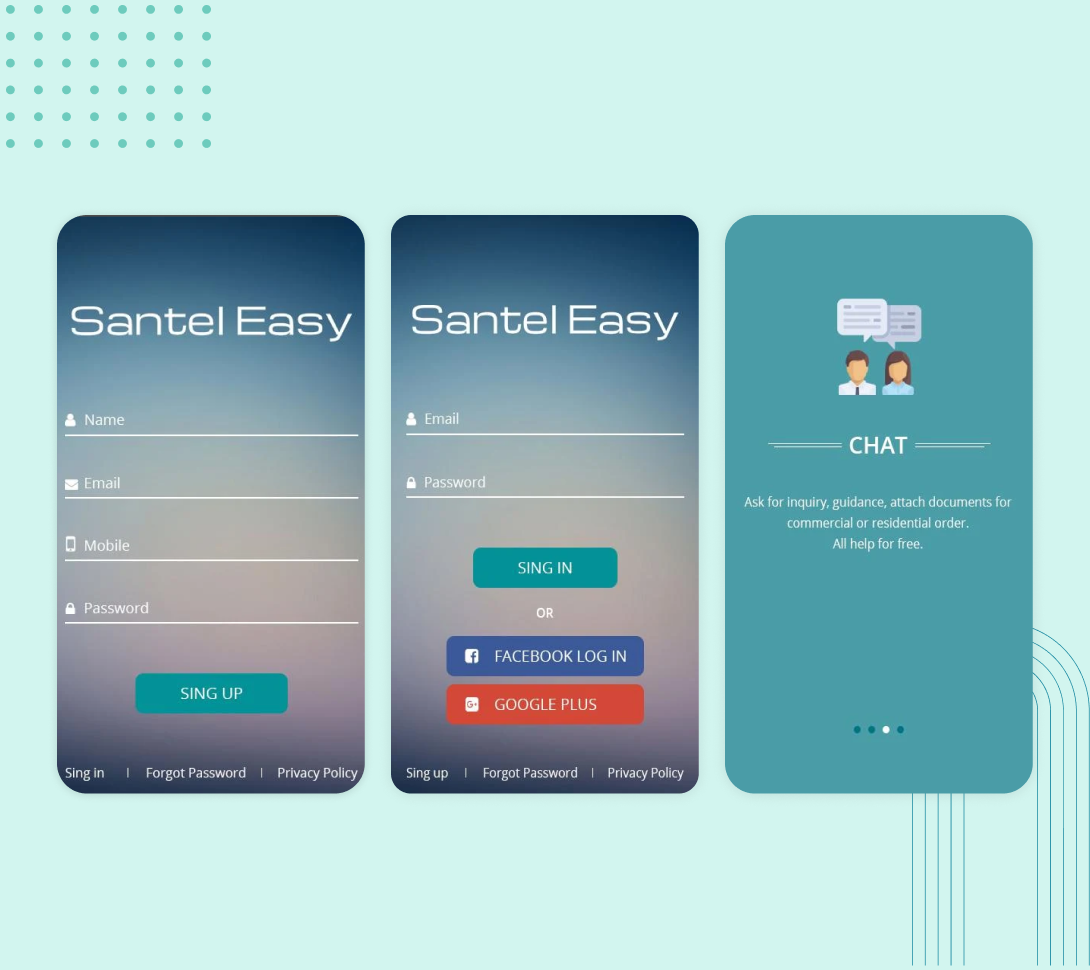 Santel Easy
Name
Email
Mobile
Password
SING UP
Sing in | Forgot Password | Privacy Policy
Santel Easy
Email
Password
SING IN
OR
FACEBOOK LOG IN
G+ GOOGLE PLUS
Sing up | Forgot Password | Privacy Policy
CHAT
Ask for inquiry, guidance, attach documents for
commercial or residential order.
All help for free.